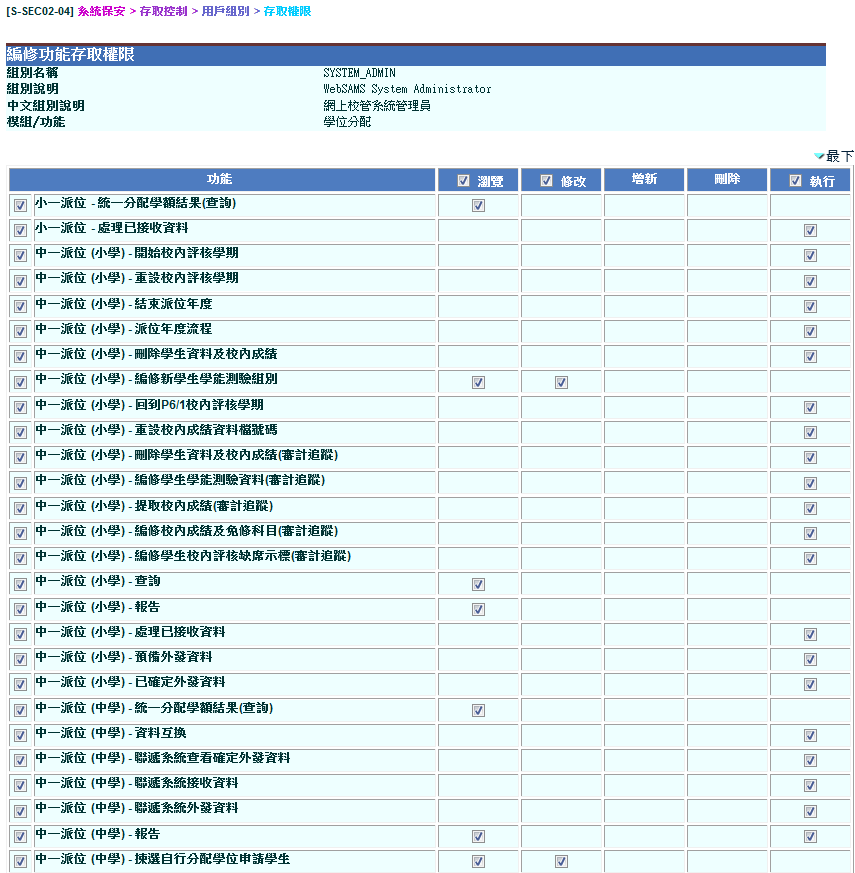 [S-SEC02-04] 系統保安 > 存取控制 > 用戶組別 > 存取權限
編修功能存取權限
組別名稱 SYSTEM_ADMIN
組別說明 WebSAMS System Administrator
中文組別說明 網上校管系統管理員
模組/功能 學位分配
最下
功能 瀏覽 修改 增新 刪除 執行
小一派位 - 統一分配學額結果(查詢)
小一派位 - 處理已接收資料
中一派位 (小學) - 開始校內評核學期
中一派位 (小學) - 重設校內評核學期
中一派位 (小學) - 結束派位年度
中一派位 (小學) - 派位年度流程
中一派位 (小學) - 刪除學生資料及校內成績
中一派位 (小學) - 編修新學生學能測驗組別
中一派位 (小學) - 回到P6/1校內評核學期
中一派位 (小學) - 重設校內成績資料檔號碼
中一派位 (小學) - 刪除學生資料及校內成績(審計追蹤)
中一派位 (小學) - 編修學生學能測驗資料(審計追蹤)
中一派位 (小學) - 提取校內成績(審計追蹤)
中一派位 (小學) - 編修校內成績及免修科目(審計追蹤)
中一派位 (小學) - 編修學生校內評核缺席示標(審計追蹤)
中一派位 (小學) - 查詢
中一派位 (小學) - 報告
中一派位 (小學) - 處理已接收資料
中一派位 (小學) - 預備外發資料
中一派位 (小學) - 已確定外發資料
中一派位 (中學) - 統一分配學額結果(查詢)
中一派位 (中學) - 資料互換
中一派位 (中學) - 聯遞系統查看確定外發資料
中一派位 (中學) - 聯遞系統接收資料
中一派位 (中學) - 聯遞系統外發資料
中一派位 (中學) - 報告
中一派位 (中學) - 揀選自行分配學位申請學生